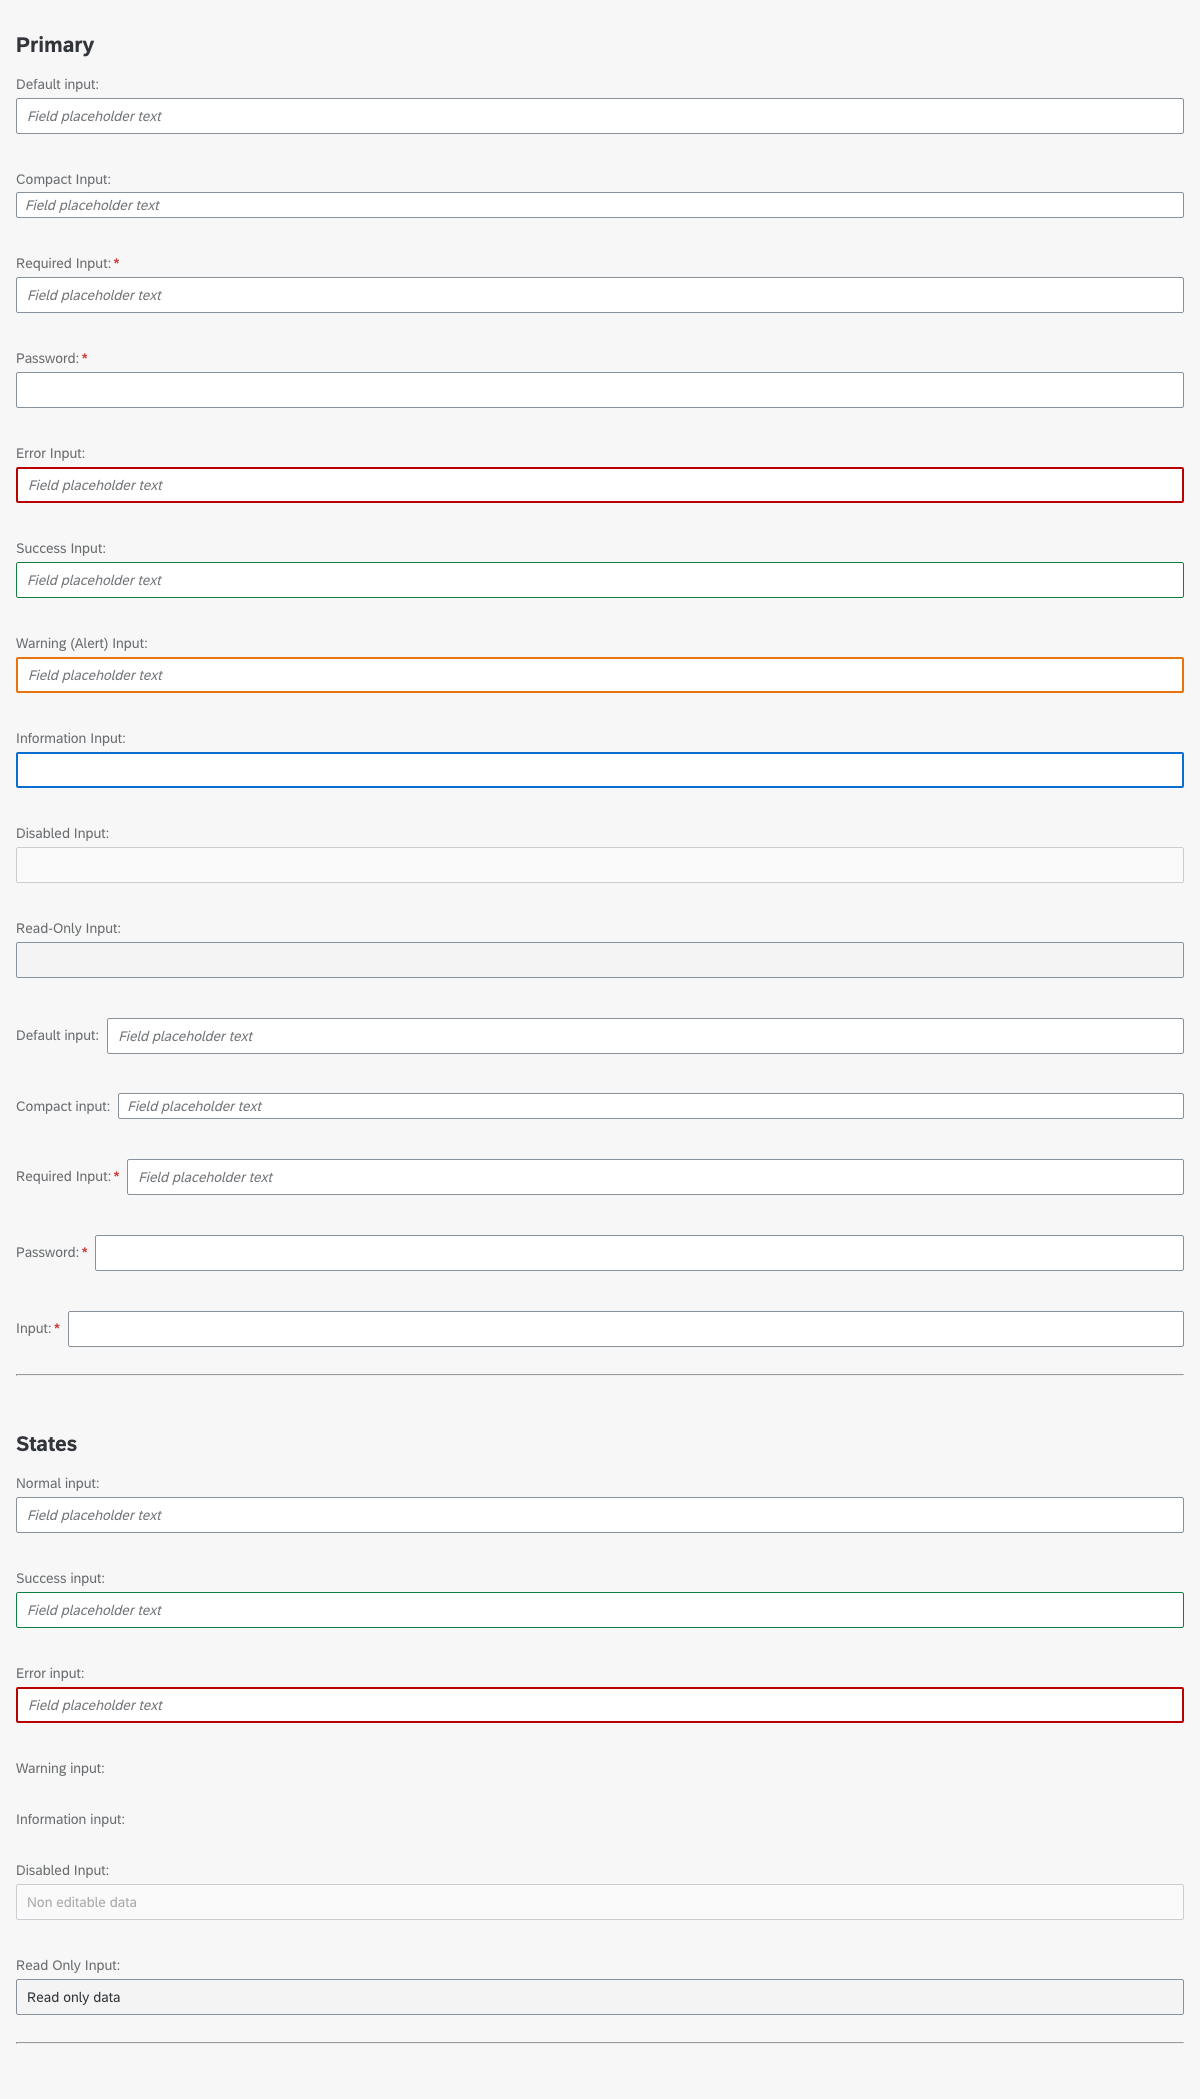 Primary
Default input:
Field placeholder text
Compact Input:
Field placeholder text
Required Input: *
Field placeholder text
Password: *
Error Input:
Field placeholder text
Success Input:
Field placeholder text
Warning (Alert) Input:
Field placeholder text
Information Input:
Disabled Input:
Read-Only Input:
Default input: Field placeholder text
Compact input: Field placeholder text
Required Input: * Field placeholder text
Password: *
Input: *
States
Normal input:
Field placeholder text
Success input:
Field placeholder text
Error input:
Field placeholder text
Warning input:
Information input:
Disabled Input:
Non editable data
Read Only Input:
Read only data